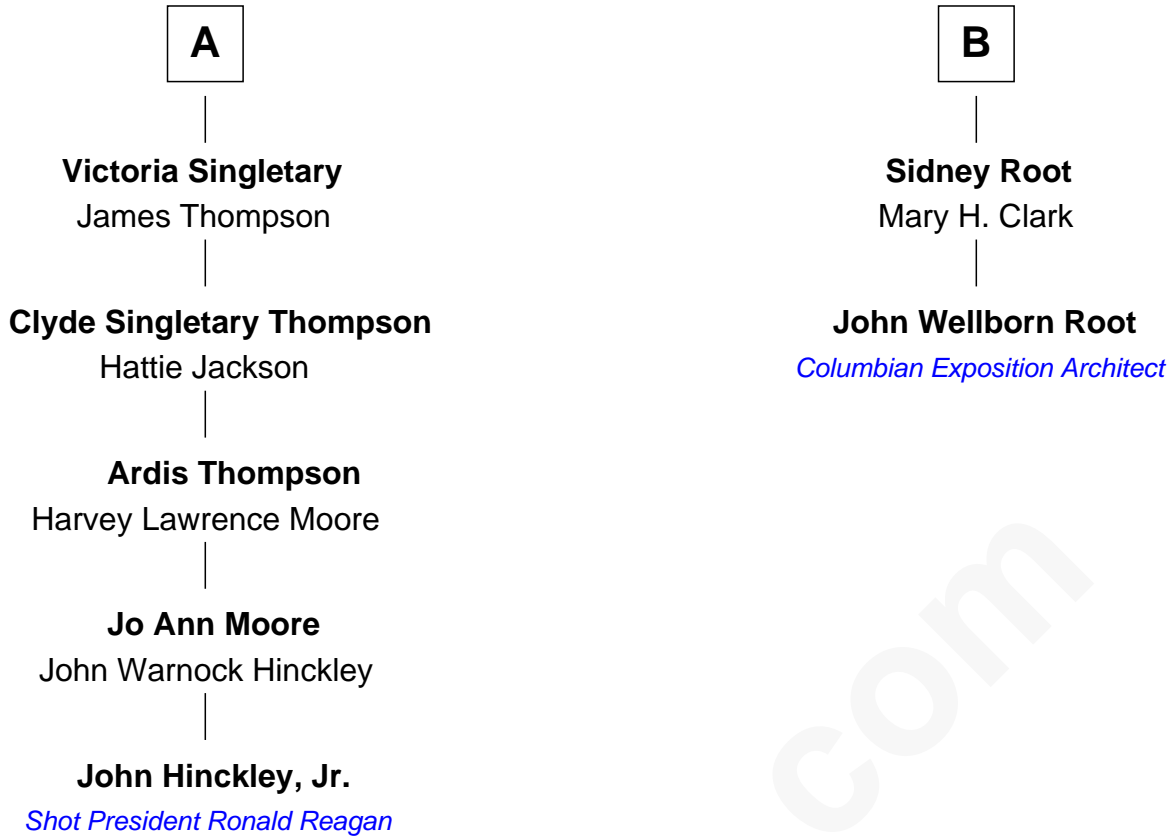 A
Victoria Singletary
James Thompson
Clyde Singletary Thompson
Hattie Jackson
Ardis Thompson
Harvey Lawrence Moore
Jo Ann Moore
John Warnock Hinckley
John Hinckley, Jr.
Shot President Ronald Reagan
B
Sidney Root
Mary H. Clark
John Wellborn Root
Columbian Exposition Architect
com